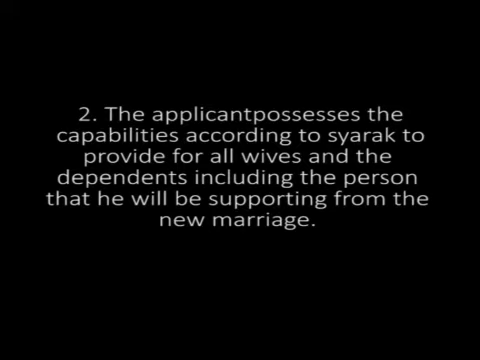 2. The applicantpossesses the
capabilities according to syarak to
provide for all wives and the
dependents including the person
that he will be supporting from the
new marriage.